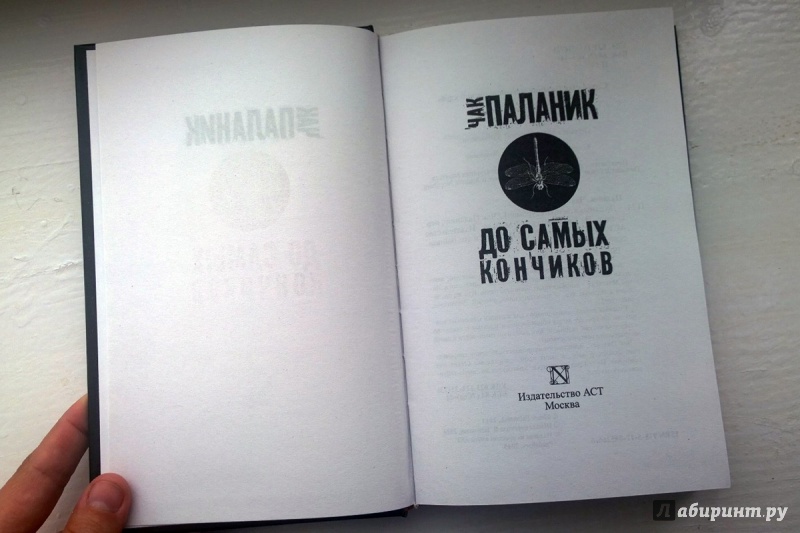 ЧАК ПАЛАНИК
ДО САМЫХ
КОНЧИКОВ
Издательство АСТ
Москва
Лабиринт.ру